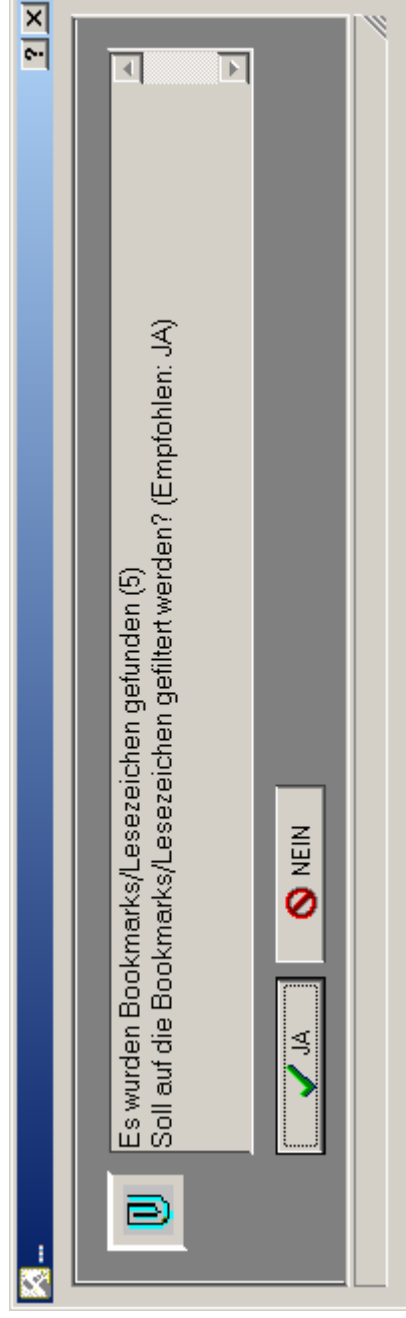 ...
Es wurden Bookmarks/Lesezeichen gefunden (5)
Soll auf die Bookmarks/Lesezeichen gefiltert werden? (Empfohlen: JA)
JA
NEIN